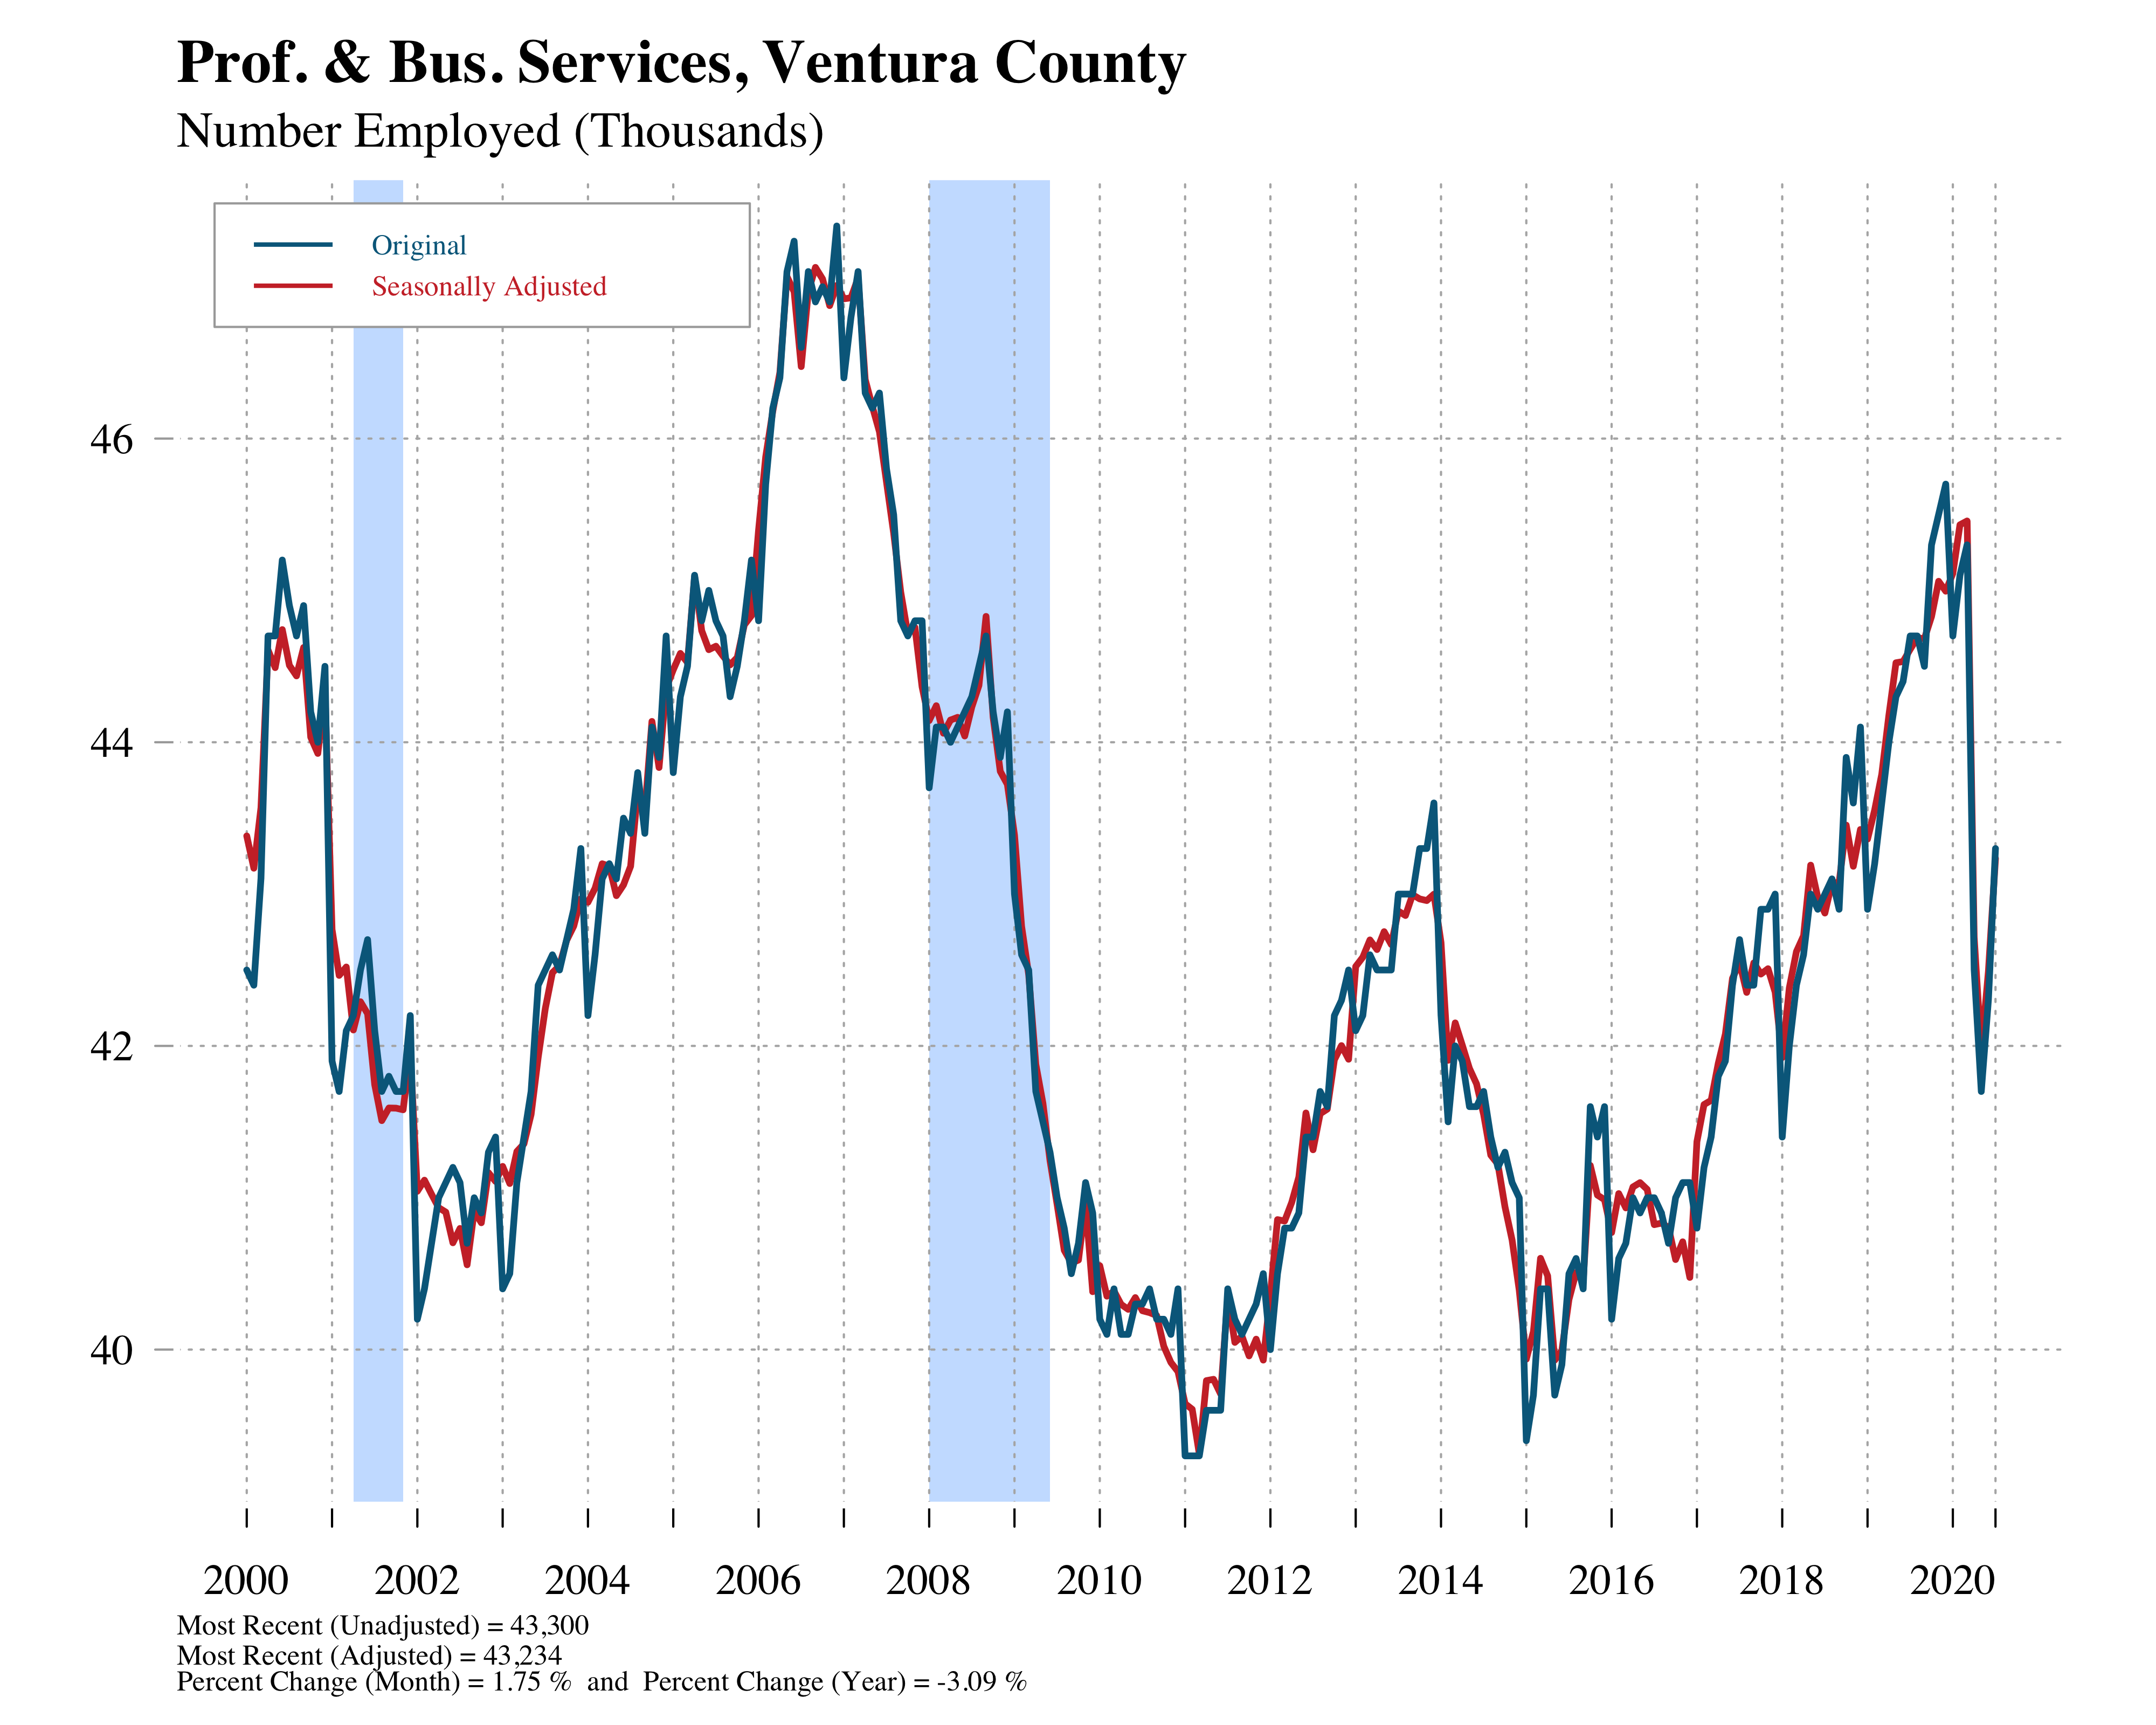 Prof. & Bus. Services, Ventura County
Number Employed (Thousands)
Original
Seasonally Adjusted
46
44
42
40
2000 2002 2004 2006 2008 2010 2012 2014 2016 2018 2020
Most Recent (Unadjusted) = 43,300
Most Recent (Adjusted) = 43,234
Percent Change (Month) = 1.75 % and Percent Change (Year) = -3.09 %